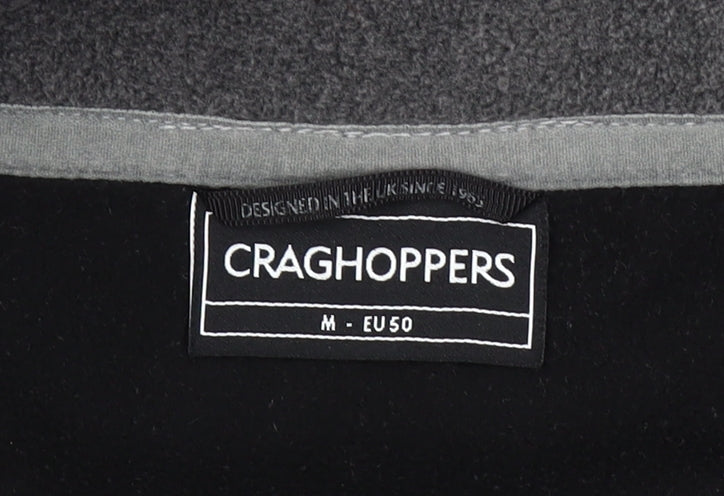 DESIGNED IN THE UK SINCE 1965
CRAGHOPPERS
M - EU50